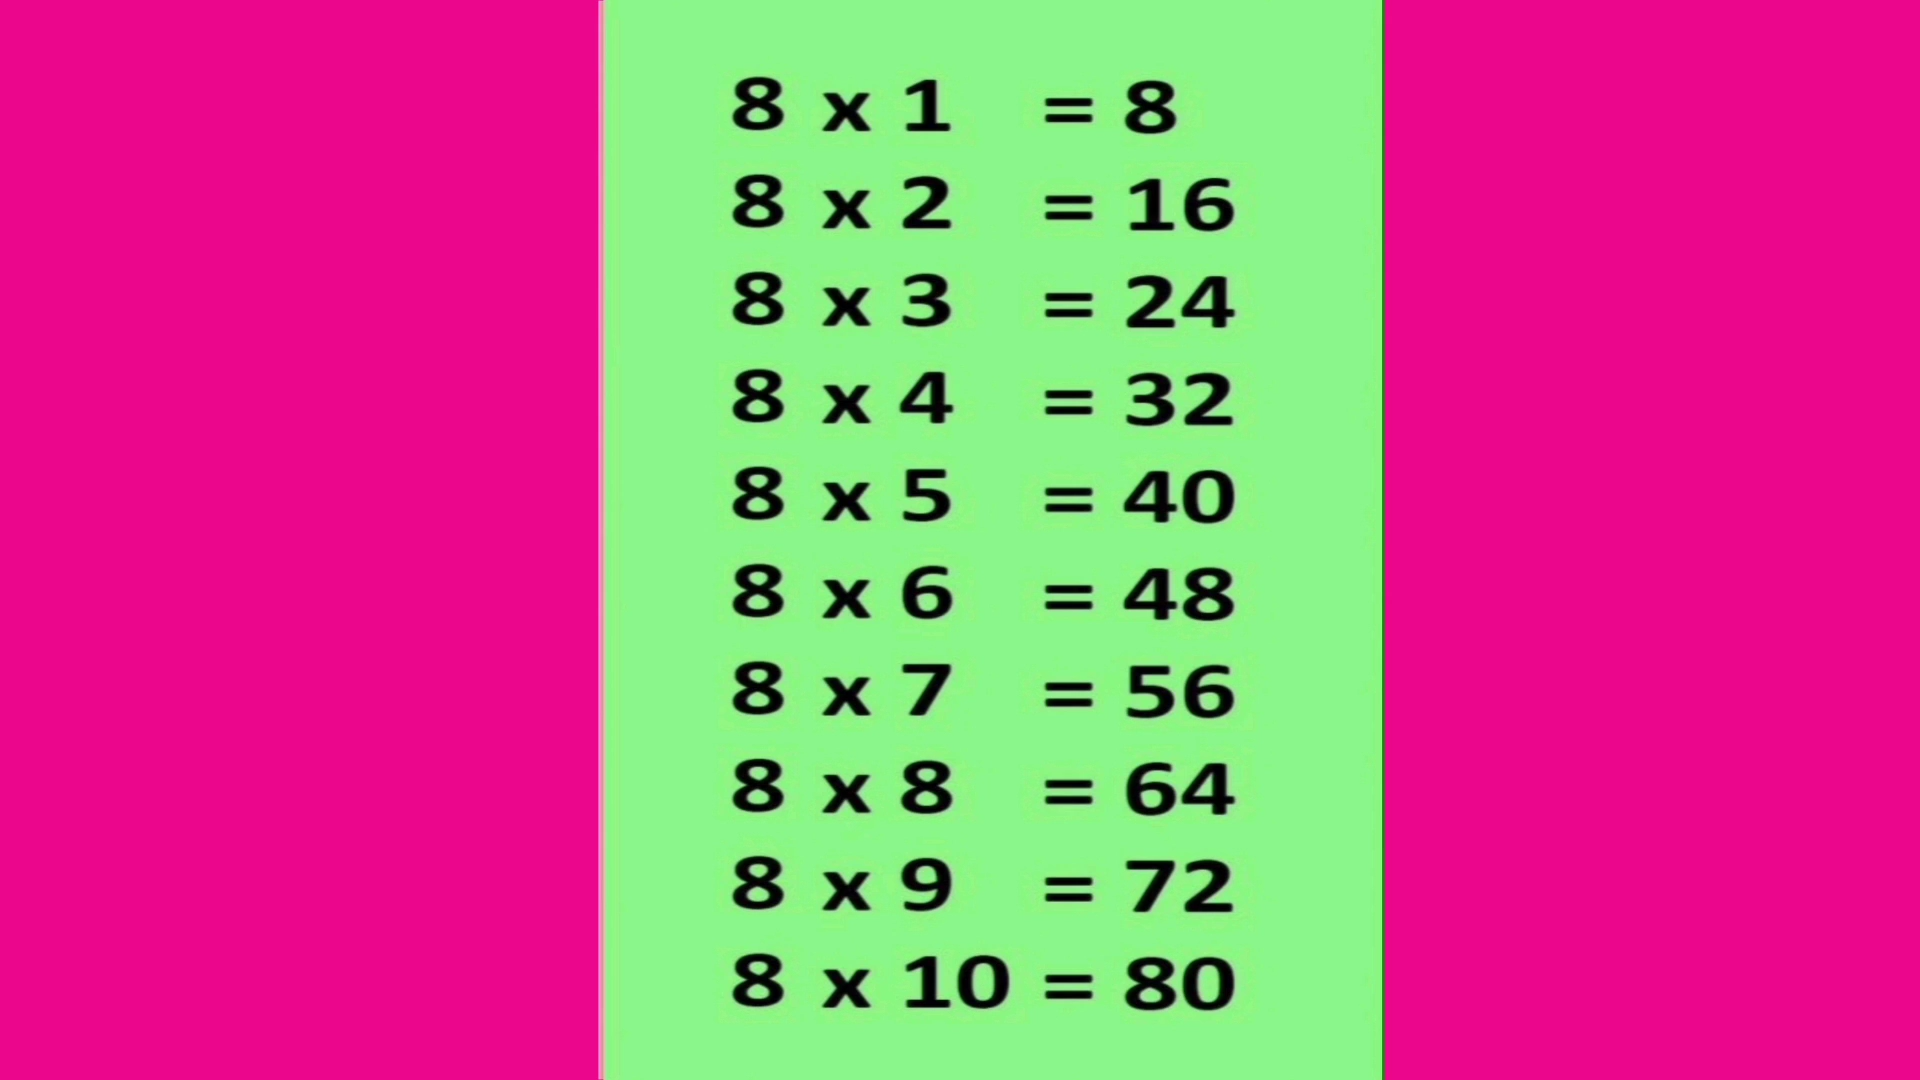 8 x 1 = 8
8 x 2 = 16
8 x 3 = 24
8 x 4 = 32
8 x 5 = 40
8 x 6 = 48
8 x 7 = 56
8 x 8 = 64
8 x 9 = 72
8 x 10 = 80